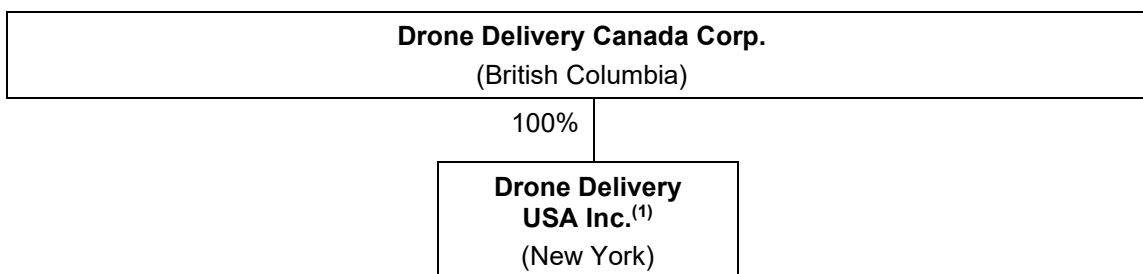 Drone Delivery Canada Corp.
(British Columbia)
100%
Drone Delivery
USA Inc.(1)
(New York)